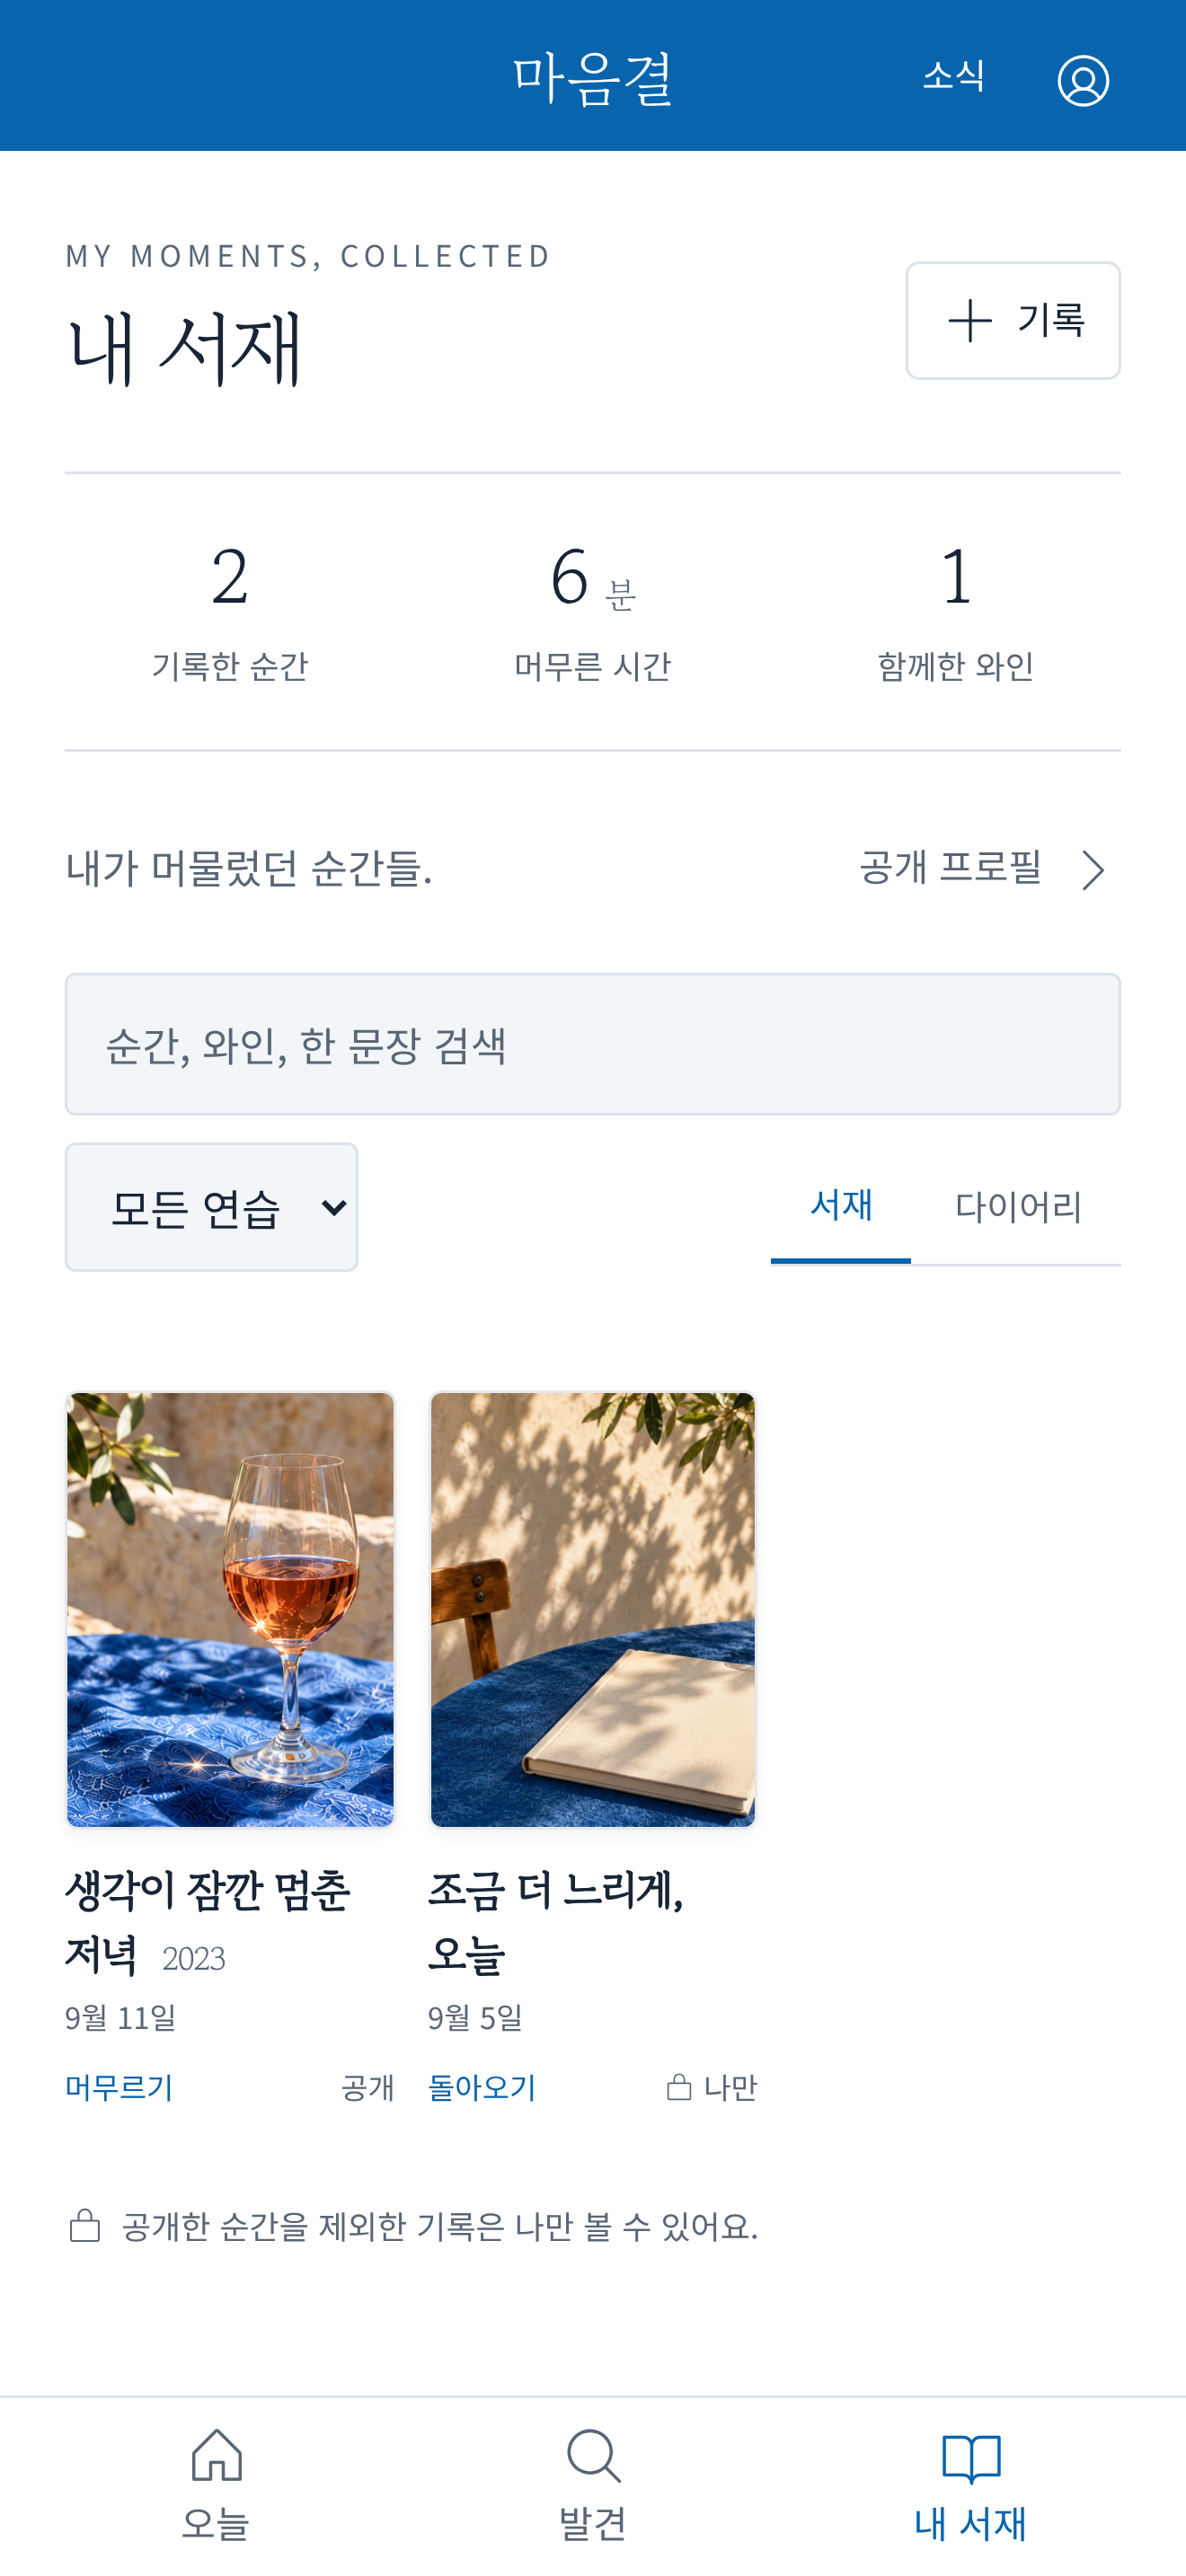 마음결
소식
MY MOMENTS, COLLECTED
내 서재
기록
2
6 분
1
기록한 순간
머무른 시간
함께한 와인
내가 머물렀던 순간들.
공개 프로필
순간, 와인, 한 문장 검색
모든 연습
서재
다이어리
생각이 잠깐 멈춘
저녁 2023
9월 11일
머무르기
공개
조금 더 느리게,
오늘
9월 5일
돌아오기
나만
공개한 순간을 제외한 기록은 나만 볼 수 있어요.
오늘
발견
내 서재